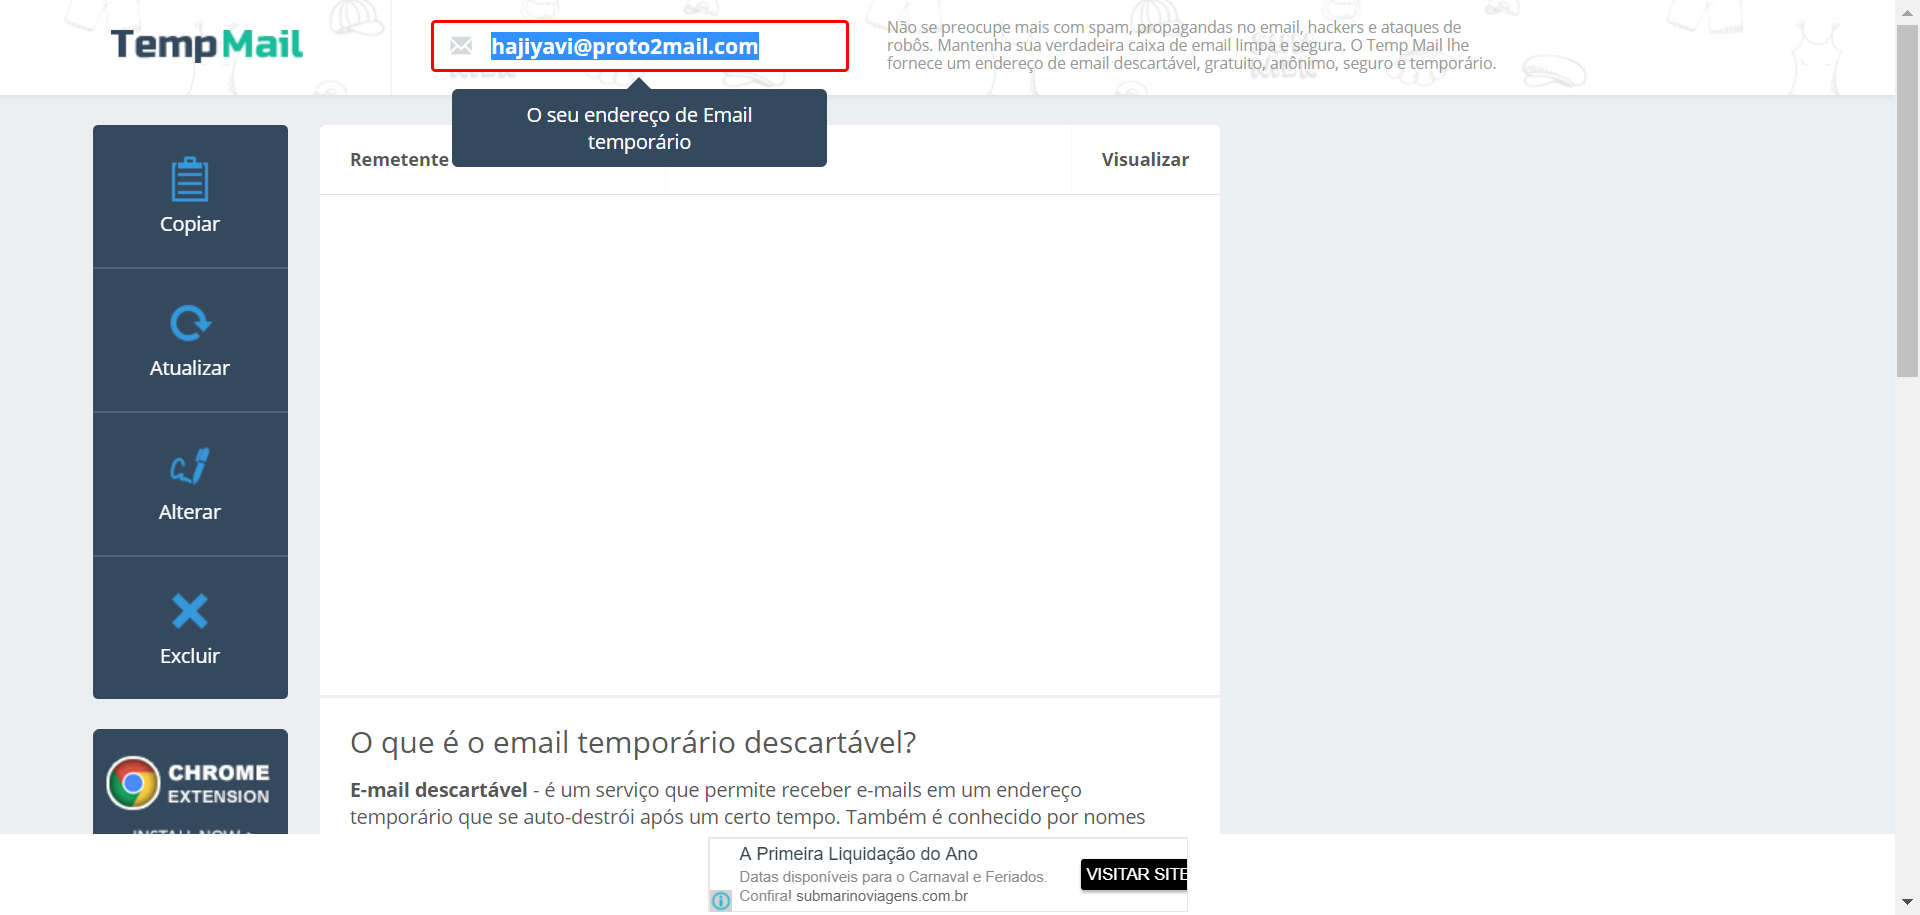 TempMail
hajiyavi@proto2mail.com
O seu endereço de Email
temporário
Não se preocupe mais com spam, propagandas no email, hackers e ataques de
robôs. Mantenha sua verdadeira caixa de email limpa e segura. O Temp Mail lhe
fornece um endereço de email descartável, gratuito, anônimo, seguro e temporário.
Copiar
Atualizar
Alterar
Excluir
CHROME
EXTENSION
INSTALL NOW
Remetente
Visualizar
O que é o email temporário descartável?
E-mail descartável - é um serviço que permite receber e-mails em um endereço
temporário que se auto-destrói após um certo tempo. Também é conhecido por nomes
A Primeira Liquidação do Ano
Datas disponíveis para o Carnaval e Feriados.
Confira! submarinoviagens.com.br
VISITAR SITE